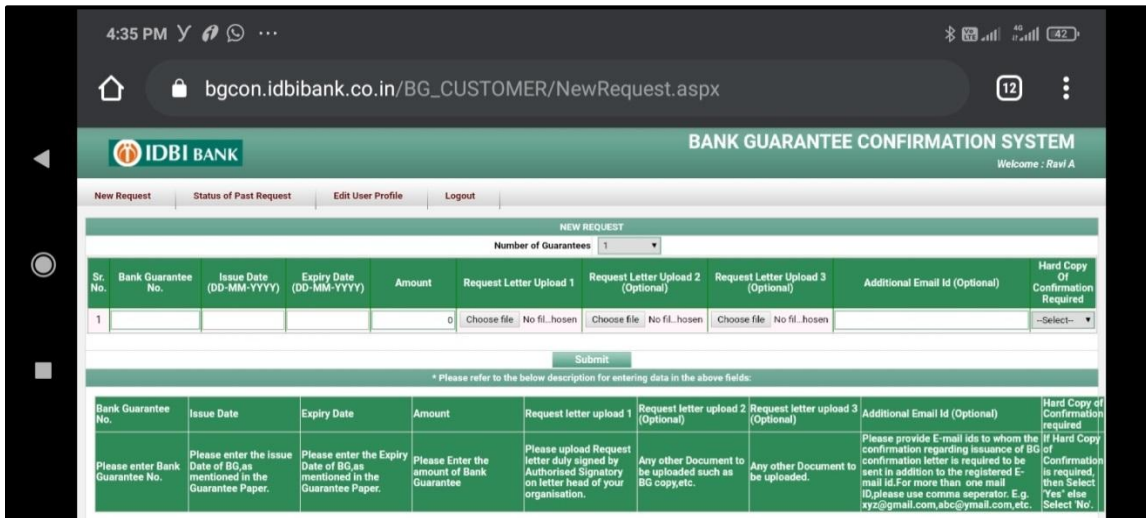 4:35 PM
4G
42
bgcon.idbibank.co.in/BG_CUSTOMER/NewRequest.aspx
12
IDBI BANK
BANK GUARANTEE CONFIRMATION SYSTEM
Welcome : Ravi A
New Request Status of Past Request Edit User Profile Logout
NEW REQUEST
Number of Guarantees 1
Sr. No.
Bank Guarantee No.
Issue Date (DD-MM-YYYY)
Expiry Date (DD-MM-YYYY)
Amount
Request Letter Upload 1
Request Letter Upload 2 (Optional)
Request Letter Upload 3 (Optional)
Additional Email Id (Optional)
Hard Copy Of Confirmation Required
1 0 Choose file No fil...hosen Choose file No fil...hosen Choose file No fil...hosen --Select--
Submit
* Please refer to the below description for entering data in the above fields:
Bank Guarantee No.
Issue Date
Expiry Date
Amount
Request letter upload 1
Request letter upload 2 (Optional)
Request letter upload 3 (Optional)
Additional Email Id (Optional)
Hard Copy of Confirmation required
Please enter Bank Guarantee No.
Please enter the issue Date of BG,as mentioned in the Guarantee Paper.
Please enter the Expiry Date of BG,as mentioned in the Guarantee Paper.
Please Enter the amount of Bank Guarantee
Please upload Request letter duly signed by Authorised Signatory on letter head of your organisation.
Any other Document to be uploaded such as BG copy,etc.
Any other Document to be uploaded.
Please provide E-mail ids to whom the confirmation regarding issuance of BG confirmation letter is required to be sent in addition to the registered E-mail id.For more than one mail ID,please use comma seperator. E.g. xyz@gmail.com,abc@ymail.com,etc.
If Hard Copy of Confirmation is required, then Select 'Yes" else Select 'No'.